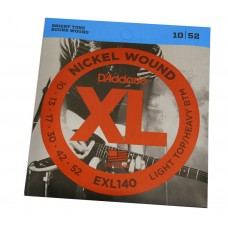 BRIGHT TONE
ROUND WOUND
10|52
NICKEL WOUND
D'Addario
XL
10 · 13 · 17 · 30 · 42 · 52
EXL140
LIGHT TOP/HEAVY BTM